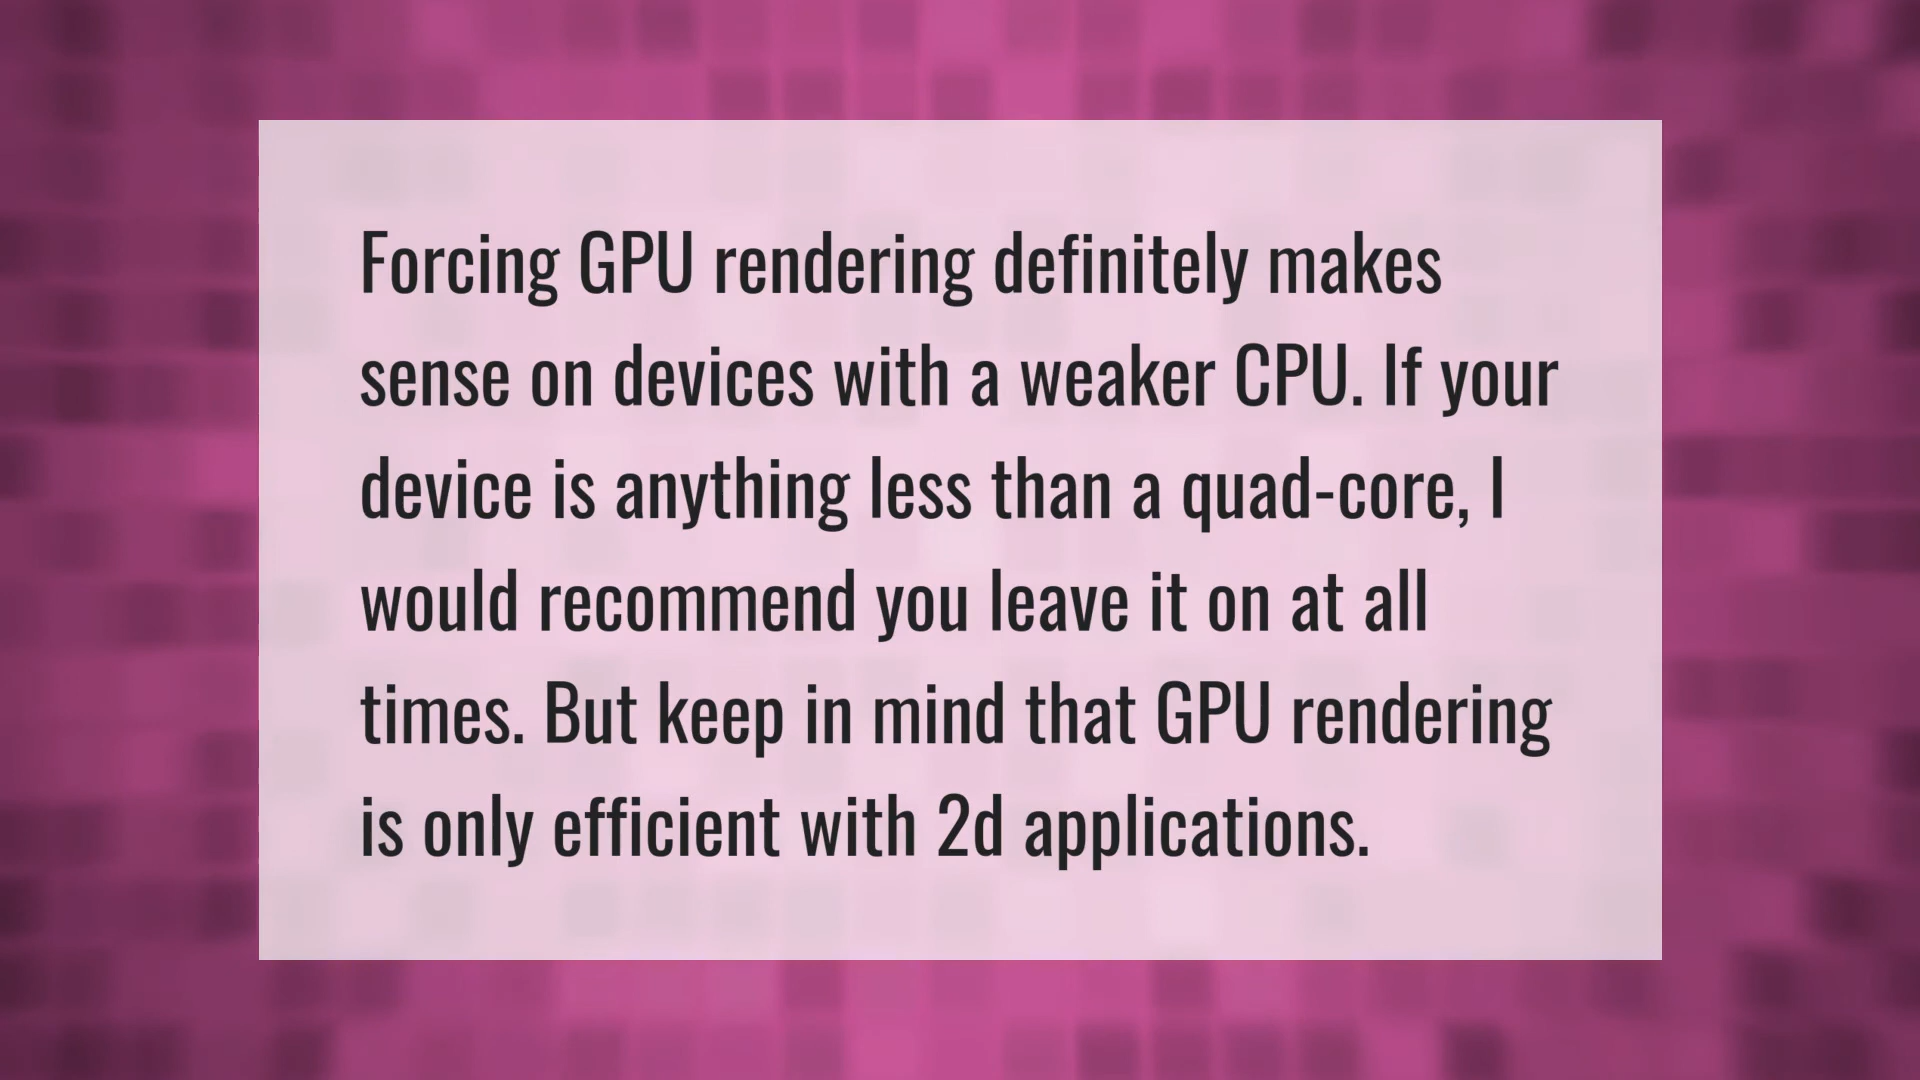 Forcing GPU rendering definitely makes
sense on devices with a weaker CPU. If your
device is anything less than a quad-core, I
would recommend you leave it on at all
times. But keep in mind that GPU rendering
is only efficient with 2d applications.